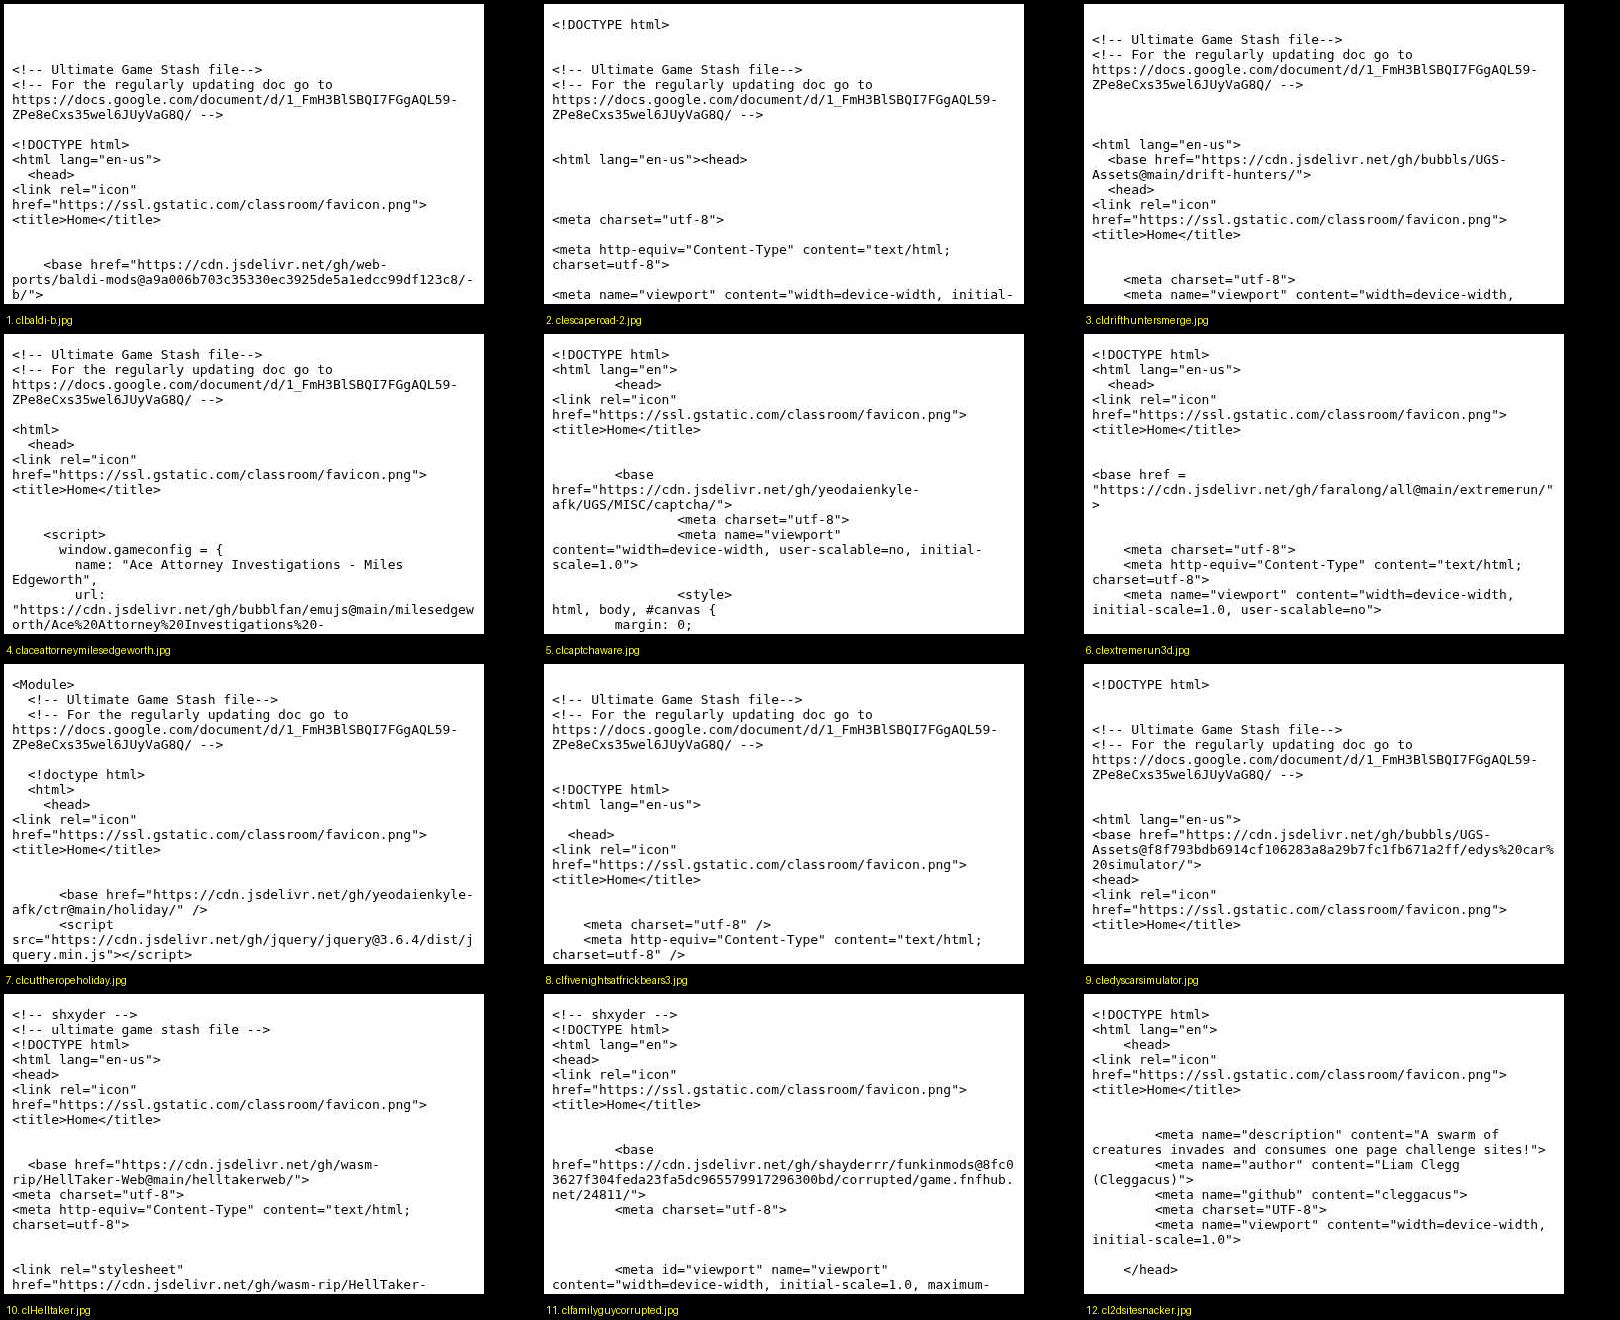 <!-- Ultimate Game Stash file-->
<!-- For the regularly updating doc go to
https://docs.google.com/document/d/1_FmH3BlSBQI7FGgAQL59-
ZPe8eCxs35wel6JUyVaG8Q/ -->
<!DOCTYPE html>
<html lang="en-us">
<head>
<link rel="icon"
href="https://ssl.gstatic.com/classroom/favicon.png">
<title>Home</title>
<base href="https://cdn.jsdelivr.net/gh/web-
ports/baldi-mods@a9a006b703c35330ec3925de5a1edcc99df123c8/-
b/">
1. clbaldi-b.jpg
<!DOCTYPE html>
<!-- Ultimate Game Stash file-->
<!-- For the regularly updating doc go to
https://docs.google.com/document/d/1_FmH3BlSBQI7FGgAQL59-
ZPe8eCxs35wel6JUyVaG8Q/ -->
<html lang="en-us"><head>
<meta charset="utf-8">
<meta http-equiv="Content-Type" content="text/html;
charset=utf-8">
<meta name="viewport" content="width=device-width, initial-
2. clescaperoad-2.jpg
<!-- Ultimate Game Stash file-->
<!-- For the regularly updating doc go to
https://docs.google.com/document/d/1_FmH3BlSBQI7FGgAQL59-
ZPe8eCxs35wel6JUyVaG8Q/ -->
<html lang="en-us">
<base href="https://cdn.jsdelivr.net/gh/bubbls/UGS-
Assets@main/drift-hunters/">
<head>
<link rel="icon"
href="https://ssl.gstatic.com/classroom/favicon.png">
<title>Home</title>
<meta charset="utf-8">
<meta name="viewport" content="width=device-width,
3. cldrifthuntersmerge.jpg
<!-- Ultimate Game Stash file-->
<!-- For the regularly updating doc go to
https://docs.google.com/document/d/1_FmH3BlSBQI7FGgAQL59-
ZPe8eCxs35wel6JUyVaG8Q/ -->
<html>
<head>
<link rel="icon"
href="https://ssl.gstatic.com/classroom/favicon.png">
<title>Home</title>
<script>
window.gameconfig = {
name: "Ace Attorney Investigations - Miles
Edgeworth",
url:
"https://cdn.jsdelivr.net/gh/bubblfan/emujs@main/milesedgew
orth/Ace%20Attorney%20Investigations%20-
4. claceattorneymilesedgeworth.jpg
<!DOCTYPE html>
<html lang="en">
<head>
<link rel="icon"
href="https://ssl.gstatic.com/classroom/favicon.png">
<title>Home</title>
<base
href="https://cdn.jsdelivr.net/gh/yeodaienkyle-
afk/UGS/MISC/captcha/">
<meta charset="utf-8">
<meta name="viewport"
content="width=device-width, user-scalable=no, initial-
scale=1.0">
<style>
html, body, #canvas {
margin: 0;
5. clcaptchaware.jpg
<!DOCTYPE html>
<html lang="en-us">
<head>
<link rel="icon"
href="https://ssl.gstatic.com/classroom/favicon.png">
<title>Home</title>
<base href =
"https://cdn.jsdelivr.net/gh/faralong/all@main/extremerun/"
>
<meta charset="utf-8">
<meta http-equiv="Content-Type" content="text/html;
charset=utf-8">
<meta name="viewport" content="width=device-width,
initial-scale=1.0, user-scalable=no">
6. clextremerun3d.jpg
<Module>
<!-- Ultimate Game Stash file-->
<!-- For the regularly updating doc go to
https://docs.google.com/document/d/1_FmH3BlSBQI7FGgAQL59-
ZPe8eCxs35wel6JUyVaG8Q/ -->
<!doctype html>
<html>
<head>
<link rel="icon"
href="https://ssl.gstatic.com/classroom/favicon.png">
<title>Home</title>
<base href="https://cdn.jsdelivr.net/gh/yeodaienkyle-
afk/ctr@main/holiday/" />
<script
src="https://cdn.jsdelivr.net/gh/jquery/jquery@3.6.4/dist/j
query.min.js"></script>
7. clcuttheropeholiday.jpg
<!-- Ultimate Game Stash file-->
<!-- For the regularly updating doc go to
https://docs.google.com/document/d/1_FmH3BlSBQI7FGgAQL59-
ZPe8eCxs35wel6JUyVaG8Q/ -->
<!DOCTYPE html>
<html lang="en-us">
<head>
<link rel="icon"
href="https://ssl.gstatic.com/classroom/favicon.png">
<title>Home</title>
<meta charset="utf-8" />
<meta http-equiv="Content-Type" content="text/html;
charset=utf-8" />
8. clfivenightsatfrickbears3.jpg
<!DOCTYPE html>
<!-- Ultimate Game Stash file-->
<!-- For the regularly updating doc go to
https://docs.google.com/document/d/1_FmH3BlSBQI7FGgAQL59-
ZPe8eCxs35wel6JUyVaG8Q/ -->
<html lang="en-us">
<base href="https://cdn.jsdelivr.net/gh/bubbls/UGS-
Assets@f8f793bdb6914cf106283a8a29b7fc1fb671a2ff/edys%20car%
20simulator/">
<head>
<link rel="icon"
href="https://ssl.gstatic.com/classroom/favicon.png">
<title>Home</title>
9. cledyscarsimulator.jpg
<!-- shxyder -->
<!-- ultimate game stash file -->
<!DOCTYPE html>
<html lang="en-us">
<head>
<link rel="icon"
href="https://ssl.gstatic.com/classroom/favicon.png">
<title>Home</title>
<base href="https://cdn.jsdelivr.net/gh/wasm-
rip/HellTaker-Web@main/helltakerweb/">
<meta charset="utf-8">
<meta http-equiv="Content-Type" content="text/html;
charset=utf-8">
<link rel="stylesheet"
href="https://cdn.jsdelivr.net/gh/wasm-rip/HellTaker-
10. clHelltaker.jpg
<!-- shxyder -->
<!DOCTYPE html>
<html lang="en">
<head>
<link rel="icon"
href="https://ssl.gstatic.com/classroom/favicon.png">
<title>Home</title>
<base
href="https://cdn.jsdelivr.net/gh/shayderrr/funkinmods@8fc0
3627f304feda23fa5dc965579917296300bd/corrupted/game.fnfhub.
net/24811/">
<meta charset="utf-8">
<meta id="viewport" name="viewport"
content="width=device-width, initial-scale=1.0, maximum-
11. clfamilyguycorrupted.jpg
<!DOCTYPE html>
<html lang="en">
<head>
<link rel="icon"
href="https://ssl.gstatic.com/classroom/favicon.png">
<title>Home</title>
<meta name="description" content="A swarm of
creatures invades and consumes one page challenge sites!">
<meta name="author" content="Liam Clegg
(Cleggacus)">
<meta name="github" content="cleggacus">
<meta charset="UTF-8">
<meta name="viewport" content="width=device-width,
initial-scale=1.0">
</head>
12. cl2dsitesnacker.jpg